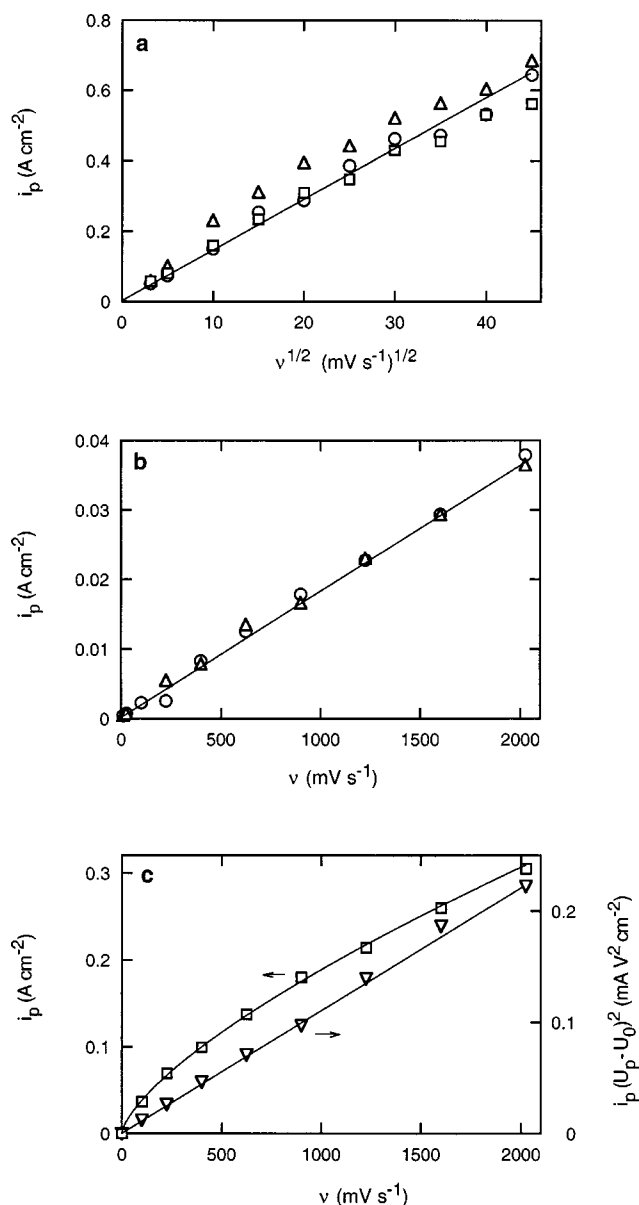 a
0.8
0.6
0.4
0.2
0
i_p (A cm⁻²)
0 10 20 30 40
ν^1/2 (mV s⁻¹)^1/2
b
0.04
0.03
0.02
0.01
0
i_p (A cm⁻²)
0 500 1000 1500 2000
ν (mV s⁻¹)
c
0.3
0.2
0.1
0
i_p (A cm⁻²)
0.2
0.1
0
i_p(U_p-U_0)² (mA V² cm⁻²)
0 500 1000 1500 2000
ν (mV s⁻¹)